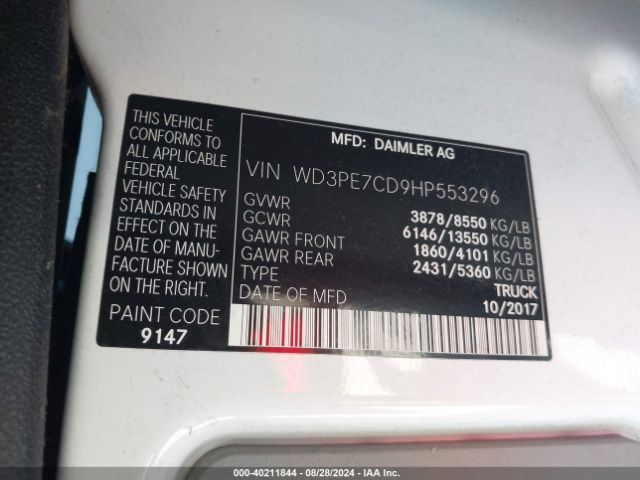 THIS VEHICLE
CONFORMS TO
ALL APPLICABLE
FEDERAL
VEHICLE SAFETY
STANDARDS IN
EFFECT ON THE
DATE OF MANU-
FACTURE SHOWN
ON THE RIGHT.
PAINT CODE
9147
MFD: DAIMLER AG
VIN WD3PE7CD9HP553296
GVWR 3878/8550 KG/LB
GCWR 6146/13550 KG/LB
GAWR FRONT 1860/4101 KG/LB
GAWR REAR 2431/5360 KG/LB
TYPE TRUCK
DATE OF MFD 10/2017
000-40211844 | 08/28/2024 - IAA Inc.